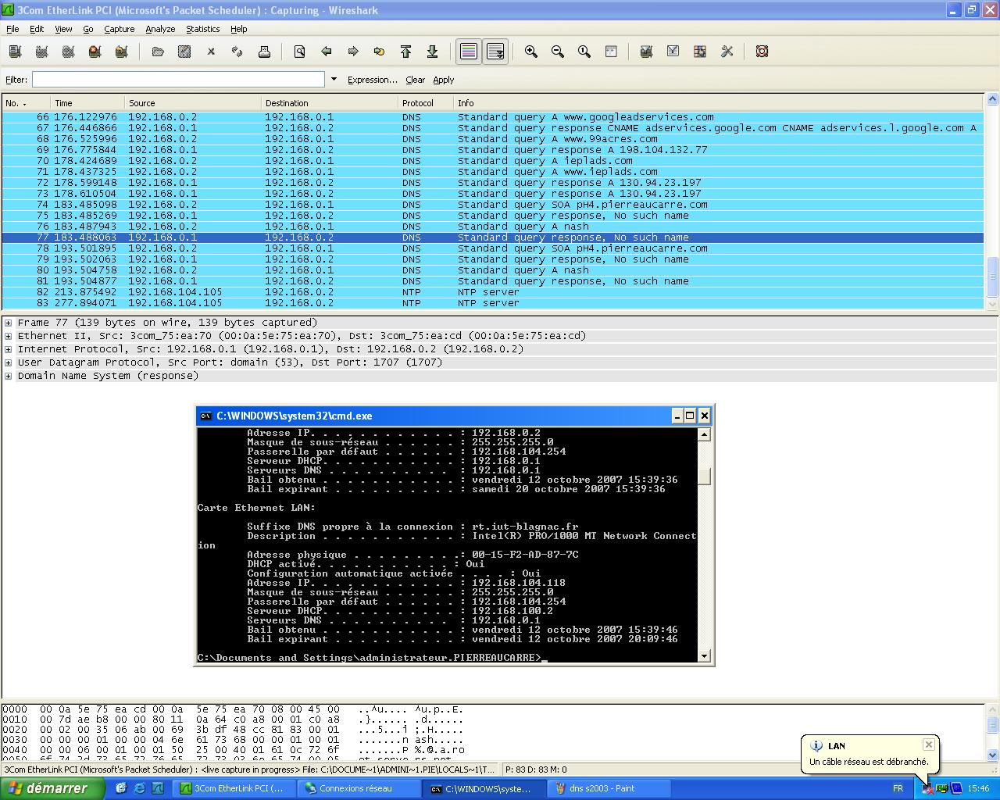 3Com EtherLink PCI (Microsoft's Packet Scheduler) : Capturing - Wireshark
File Edit View Go Capture Analyze Statistics Help
Filter: Expression... Clear Apply
No. Time Source Destination Protocol Info
66 176.122976 192.168.0.2 192.168.0.1 DNS Standard query A www.googleadservices.com
67 176.446866 192.168.0.1 192.168.0.2 DNS Standard query response CNAME adservices.google.com CNAME adservices.l.google.com A
68 176.525996 192.168.0.2 192.168.0.1 DNS Standard query A www.99acres.com
69 176.775844 192.168.0.1 192.168.0.2 DNS Standard query response A 198.104.132.77
70 178.424689 192.168.0.2 192.168.0.1 DNS Standard query A ieplads.com
71 178.437325 192.168.0.2 192.168.0.1 DNS Standard query A www.ieplads.com
72 178.599148 192.168.0.1 192.168.0.2 DNS Standard query response A 130.94.23.197
73 178.610504 192.168.0.1 192.168.0.2 DNS Standard query response A 130.94.23.197
74 183.485098 192.168.0.2 192.168.0.1 DNS Standard query SOA pH4.pierreaucarre.com
75 183.485269 192.168.0.1 192.168.0.2 DNS Standard query response, No such name
76 183.487943 192.168.0.2 192.168.0.1 DNS Standard query A nash
77 183.488063 192.168.0.1 192.168.0.2 DNS Standard query response, No such name
78 193.501895 192.168.0.2 192.168.0.1 DNS Standard query SOA pH4.pierreaucarre.com
79 193.502063 192.168.0.1 192.168.0.2 DNS Standard query response, No such name
80 193.504758 192.168.0.2 192.168.0.1 DNS Standard query A nash
81 193.504877 192.168.0.1 192.168.0.2 DNS Standard query response, No such name
82 213.875492 192.168.104.105 192.168.0.2 NTP NTP server
83 277.894071 192.168.104.105 192.168.0.2 NTP NTP server
Frame 77 (139 bytes on wire, 139 bytes captured)
Ethernet II, Src: 3com_75:ea:70 (00:0a:5e:75:ea:70), Dst: 3com_75:ea:cd (00:0a:5e:75:ea:cd)
Internet Protocol, Src: 192.168.0.1 (192.168.0.1), Dst: 192.168.0.2 (192.168.0.2)
User Datagram Protocol, Src Port: domain (53), Dst Port: 1707 (1707)
Domain Name System (response)
C:\WINDOWS\system32\cmd.exe
Adresse IP. . . . . . . . . . . . : 192.168.0.2
Masque de sous-réseau . . . . . . : 255.255.255.0
Passerelle par défaut . . . . . . : 192.168.104.254
Serveur DHCP. . . . . . . . . . . : 192.168.0.1
Serveurs DNS . . . . . . . . . . : 192.168.0.1
Bail obtenu . . . . . . . . . . . : vendredi 12 octobre 2007 15:39:36
Bail expirant . . . . . . . . . . : samedi 20 octobre 2007 15:39:36
Carte Ethernet LAN:
Suffixe DNS propre à la connexion : rt.iut-blagnac.fr
Description . . . . . . . . . . . : Intel(R) PRO/1000 MT Network Connect
ion
Adresse physique . . . . . . . . .: 00-15-F2-AD-87-7C
DHCP activé. . . . . . . . . . . : Oui
Configuration automatique activée . . . . : Oui
Adresse IP. . . . . . . . . . . . : 192.168.104.118
Masque de sous-réseau . . . . . . : 255.255.255.0
Passerelle par défaut . . . . . . : 192.168.104.254
Serveur DHCP. . . . . . . . . . . : 192.168.100.2
Serveurs DNS . . . . . . . . . . : 192.168.0.1
Bail obtenu . . . . . . . . . . . : vendredi 12 octobre 2007 15:39:46
Bail expirant . . . . . . . . . . : vendredi 12 octobre 2007 20:09:46
C:\Documents and Settings\administrateur.PIERREAUCARRE>_
0000 00 0a 5e 75 ea cd 00 0a 5e 75 ea 70 08 00 45 00 ..^u.... ^u.p..E.
0010 00 7d ae b8 00 00 80 11 0a 64 c0 a8 00 01 c0 a8 .}...... .d......
0020 00 02 00 35 06 ab 00 69 3b df 48 cc 81 83 00 01 ...5...i ;.H.....
0030 00 00 00 01 00 00 04 6e 61 73 68 00 00 01 00 01 .......n ash.....
0040 00 00 06 00 01 00 01 50 25 00 40 01 61 0c 72 6f .......P %.@.a.ro
LAN
Un câble réseau est débranché.
3Com EtherLink PCI (Microsoft's Packet Scheduler) : <live capture in progress> File: C:\DOCUME~1\ADMINI~1.PIE\LOCALS~1\T... P: 83 D: 83 M: 0
démarrer 3Com EtherLink PCI (... Connexions réseau C:\WINDOWS\syste... dns s2003 - Paint FR 15:46